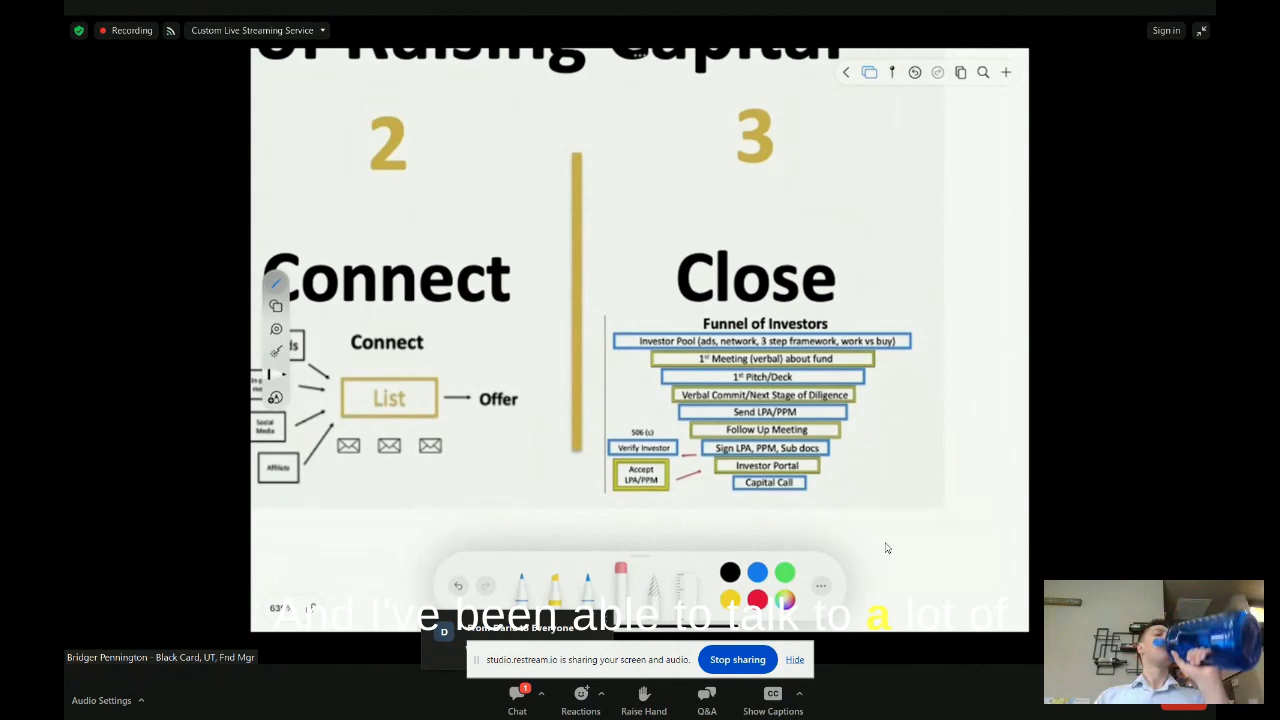 Recording
Custom Live Streaming Service
Sign in
of Raising Capital
2
3
Connect
Close
Funnel of Investors
Investor Pool (ads, network, 3 step framework, work vs buy)
1st Meeting (verbal) about fund
1st Pitch/Deck
Verbal Commit/Next Stage of Diligence
Send LPA/PPM
Follow Up Meeting
506 (c)
Verify Investor
Sign LPA, PPM, Sub docs
Accept
LPA/PPM
Investor Portal
Capital Call
Connect
List
Offer
Social
Media
Affiliate
And I've been able to talk to a lot of
D
Bridger Pennington - Black Card, UT, Fnd Mgr
studio.restream.io is sharing your screen and audio.
Stop sharing
Hide
Audio Settings
1
Chat
Reactions
Raise Hand
Q&A
CC
Show Captions